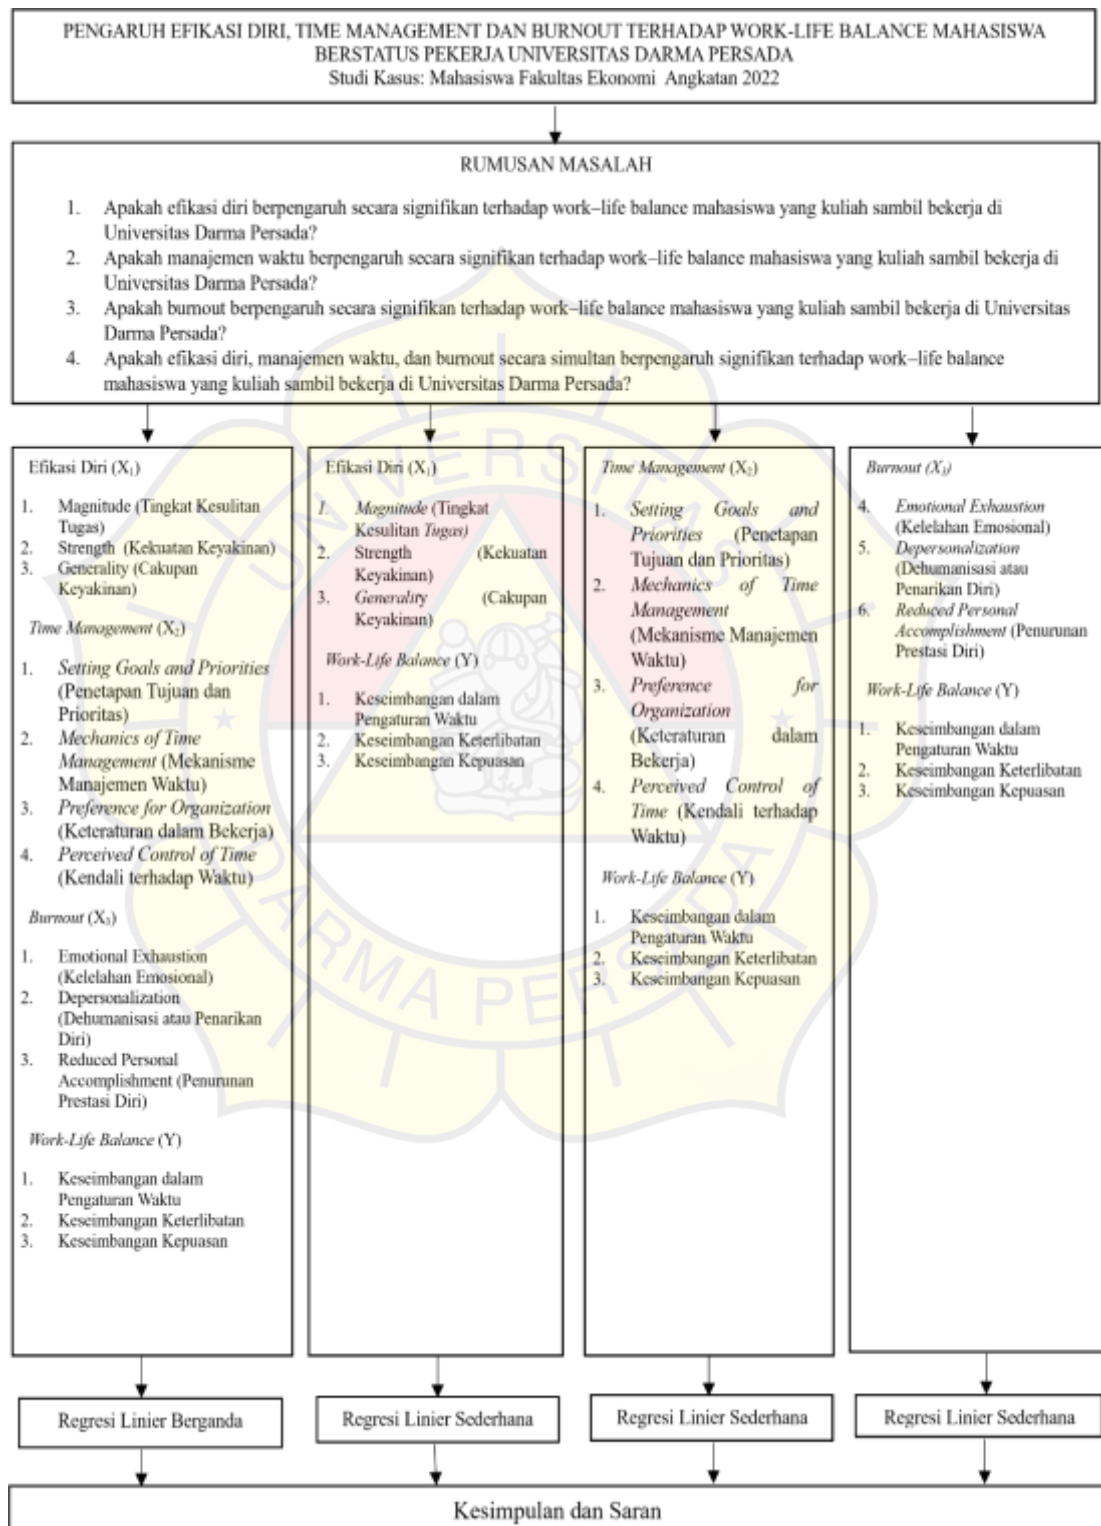 PENGARUH EFIKASI DIRI, TIME MANAGEMENT DAN BURNOUT TERHADAP WORK-LIFE BALANCE MAHASISWA
BERSTATUS PEKERJA UNIVERSITAS DARMA PERSADA
Studi Kasus: Mahasiswa Fakultas Ekonomi Angkatan 2022
RUMUSAN MASALAH
1. Apakah efikasi diri berpengaruh secara signifikan terhadap work–life balance mahasiswa yang kuliah sambil bekerja di
Universitas Darma Persada?
2. Apakah manajemen waktu berpengaruh secara signifikan terhadap work–life balance mahasiswa yang kuliah sambil bekerja di
Universitas Darma Persada?
3. Apakah burnout berpengaruh secara signifikan terhadap work–life balance mahasiswa yang kuliah sambil bekerja di Universitas
Darma Persada?
4. Apakah efikasi diri, manajemen waktu, dan burnout secara simultan berpengaruh signifikan terhadap work–life balance
mahasiswa yang kuliah sambil bekerja di Universitas Darma Persada?
Efikasi Diri (X₁)
1. Magnitude (Tingkat Kesulitan
Tugas)
2. Strength (Kekuatan Keyakinan)
3. Generality (Cakupan
Keyakinan)
Time Management (X₂)
1. Setting Goals and Priorities
(Penetapan Tujuan dan
Prioritas)
2. Mechanics of Time
Management (Mekanisme
Manajemen Waktu)
3. Preference for Organization
(Keteraturan dalam Bekerja)
4. Perceived Control of Time
(Kendali terhadap Waktu)
Burnout (X₃)
1. Emotional Exhaustion
(Kelelahan Emosional)
2. Depersonalization
(Dehumanisasi atau Penarikan
Diri)
3. Reduced Personal
Accomplishment (Penurunan
Prestasi Diri)
Work-Life Balance (Y)
1. Keseimbangan dalam
Pengaturan Waktu
2. Keseimbangan Keterlibatan
3. Keseimbangan Kepuasan
Efikasi Diri (X₁)
1. Magnitude (Tingkat
Kesulitan Tugas)
2. Strength (Kekuatan
Keyakinan)
3. Generality (Cakupan
Keyakinan)
Work-Life Balance (Y)
1. Keseimbangan dalam
Pengaturan Waktu
2. Keseimbangan Keterlibatan
3. Keseimbangan Kepuasan
Time Management (X₂)
1. Setting Goals and
Priorities (Penetapan
Tujuan dan Prioritas)
2. Mechanics of Time
Management
(Mekanisme Manajemen
Waktu)
3. Preference for
Organization
(Keteraturan dalam
Bekerja)
4. Perceived Control of
Time (Kendali terhadap
Waktu)
Work-Life Balance (Y)
1. Keseimbangan dalam
Pengaturan Waktu
2. Keseimbangan Keterlibatan
3. Keseimbangan Kepuasan
Burnout (X₃)
4. Emotional Exhaustion
(Kelelahan Emosional)
5. Depersonalization
(Dehumanisasi atau
Penarikan Diri)
6. Reduced Personal
Accomplishment (Penurunan
Prestasi Diri)
Work-Life Balance (Y)
1. Keseimbangan dalam
Pengaturan Waktu
2. Keseimbangan Keterlibatan
3. Keseimbangan Kepuasan
Regresi Linier Berganda
Regresi Linier Sederhana
Regresi Linier Sederhana
Regresi Linier Sederhana
Kesimpulan dan Saran
UNIVERSITAS
DARMA PERSADA